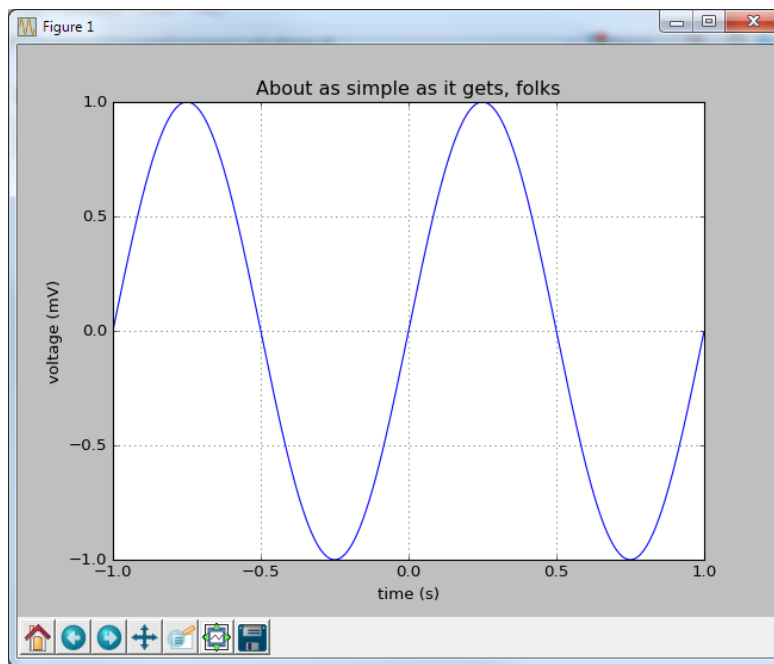 Figure 1
About as simple as it gets, folks
1.0
0.5
0.0
−0.5
−1.0
voltage (mV)
−1.0 −0.5 0.0 0.5 1.0
time (s)